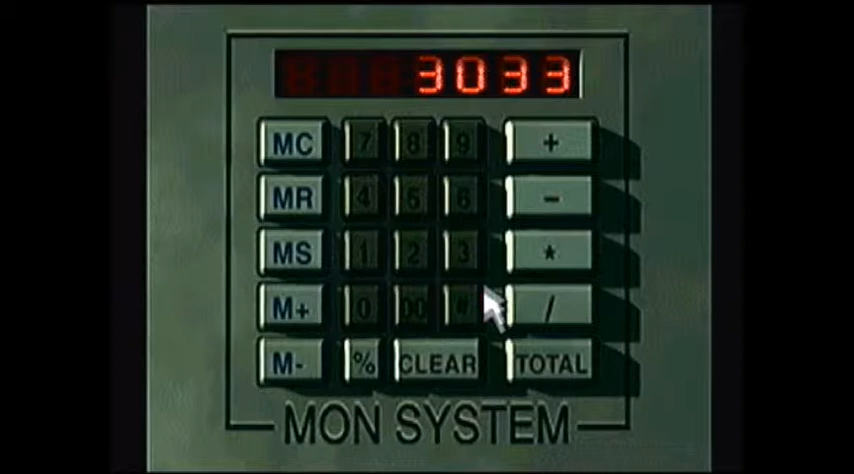 3033
MC 7 8 9 +
MR 4 5 6 -
MS 1 2 3 *
M+ 0 00 /
M- % CLEAR TOTAL
MON SYSTEM